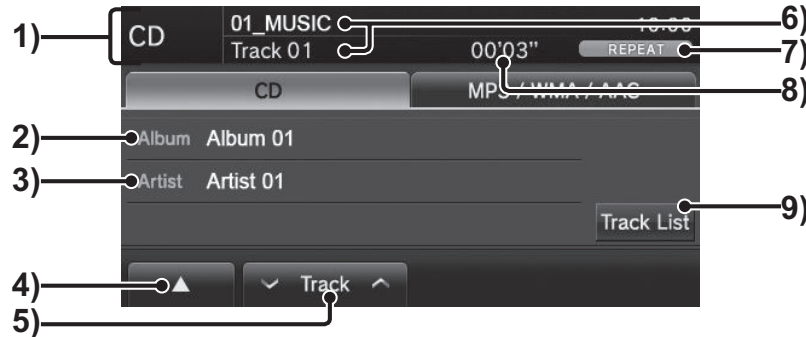 1)
CD
01_MUSIC
6)
Track 01
00'03"
REPEAT
7)
8)
CD
2)
Album
Album 01
3)
Artist
Artist 01
Track List
9)
4)
▲
Track
5)